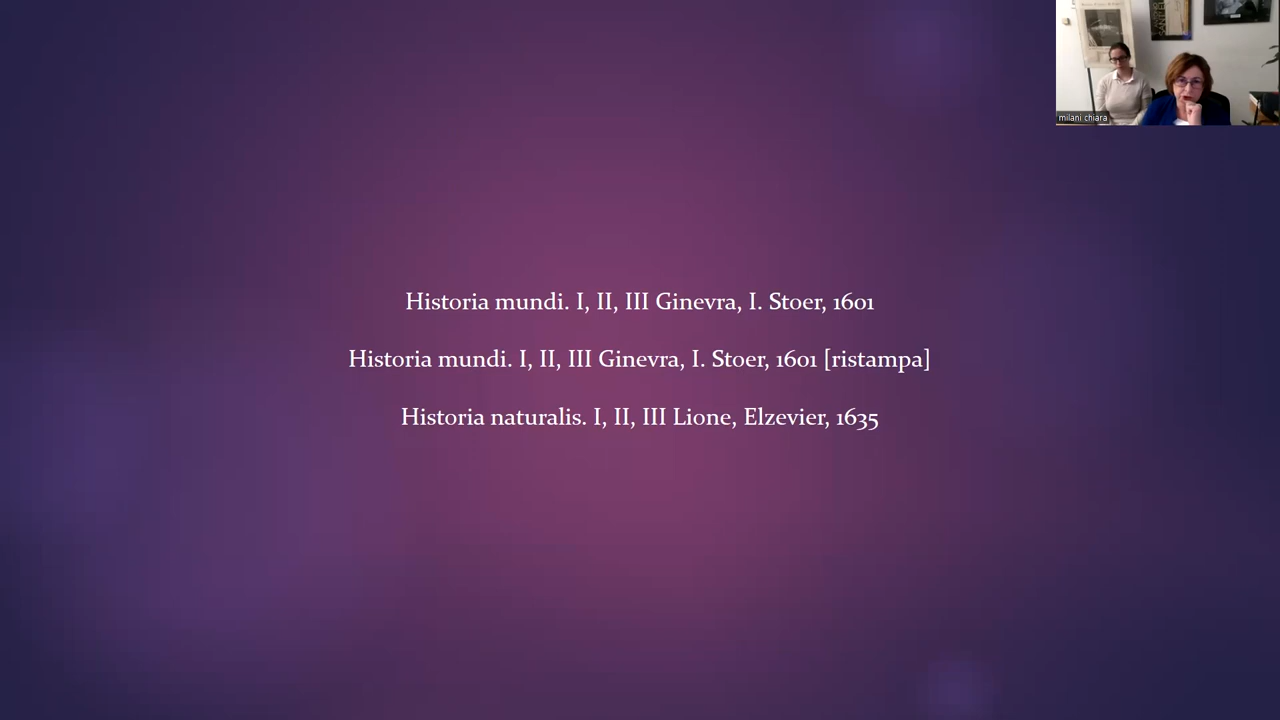 Historia mundi. I, II, III Ginevra, I. Stoer, 1601
Historia mundi. I, II, III Ginevra, I. Stoer, 1601 [ristampa]
Historia naturalis. I, II, III Lione, Elzevier, 1635
milani chiara